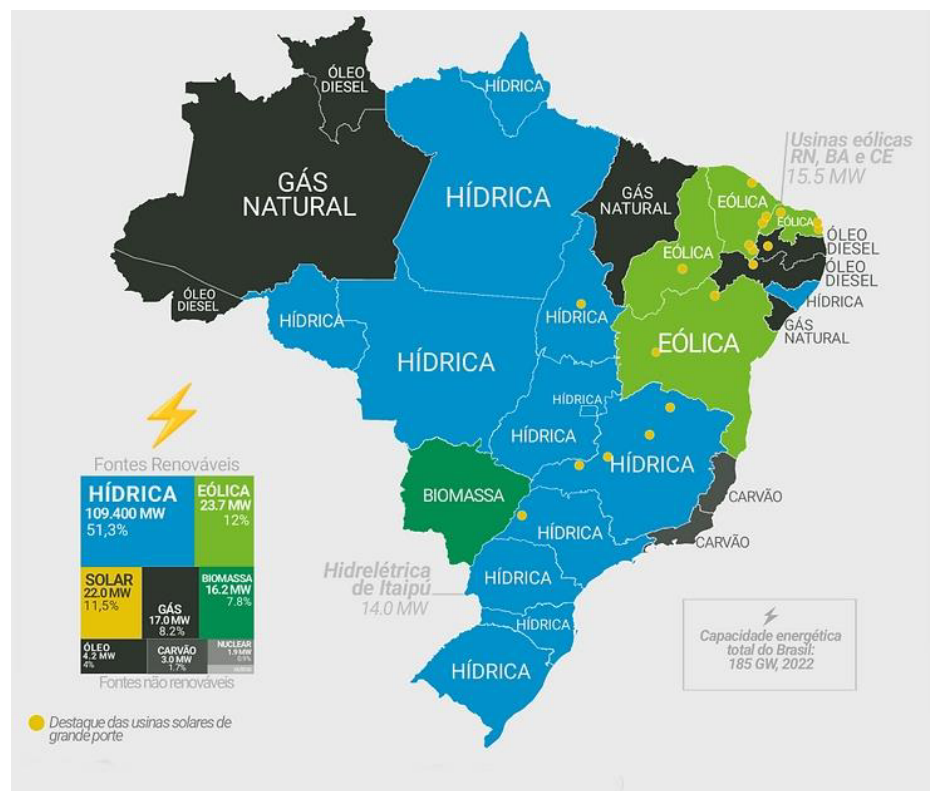 ÓLEO
DIESEL
HÍDRICA
GÁS
NATURAL
HÍDRICA
GÁS
NATURAL
Usinas eólicas
RN, BA e CE
15.5 MW
EÓLICA
EÓLICA
EÓLICA
ÓLEO
DIESEL
ÓLEO
DIESEL
HÍDRICA
GÁS
NATURAL
ÓLEO
DIESEL
HÍDRICA
HÍDRICA
HÍDRICA
EÓLICA
HÍDRICA
HÍDRICA
HÍDRICA
BIOMASSA
CARVÃO
CARVÃO
HÍDRICA
HÍDRICA
HÍDRICA
HÍDRICA
Hidrelétrica
de Itaipú
14.0 MW
Fontes Renováveis
HÍDRICA
109.400 MW
51,3%
EÓLICA
23.7 MW
12%
SOLAR
22.0 MW
11,5%
GÁS
17.0 MW
8.2%
BIOMASSA
16.2 MW
7.8%
ÓLEO
4.2 MW
4%
CARVÃO
3.0 MW
1.7%
NUCLEAR
1.9 MW
0.9%
Fontes não renováveis
Destaque das usinas solares de
grande porte
Capacidade energética
total do Brasil:
185 GW, 2022